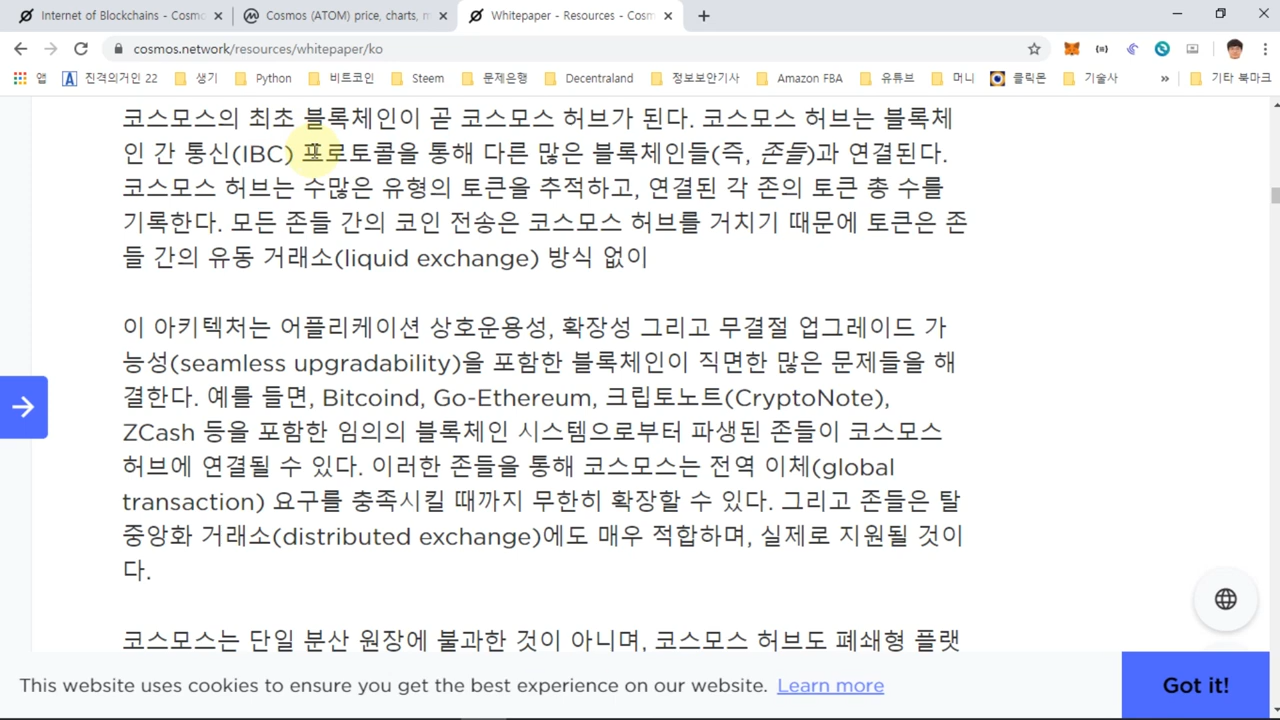 Internet of Blockchains - Cosmo
Cosmos (ATOM) price, charts, m
Whitepaper - Resources - Cosm
cosmos.network/resources/whitepaper/ko
앱
진격의거인 22
생기
Python
비트코인
Steem
문제은행
Decentraland
정보보안기사
Amazon FBA
유튜브
머니
클릭몬
기술사
»
기타 북마크
코스모스의 최초 블록체인이 곧 코스모스 허브가 된다. 코스모스 허브는 블록체
인 간 통신(IBC) 프로토콜을 통해 다른 많은 블록체인들(즉, 존들)과 연결된다.
코스모스 허브는 수많은 유형의 토큰을 추적하고, 연결된 각 존의 토큰 총 수를
기록한다. 모든 존들 간의 코인 전송은 코스모스 허브를 거치기 때문에 토큰은 존
들 간의 유동 거래소(liquid exchange) 방식 없이
이 아키텍처는 어플리케이션 상호운용성, 확장성 그리고 무결절 업그레이드 가
능성(seamless upgradability)을 포함한 블록체인이 직면한 많은 문제들을 해
결한다. 예를 들면, Bitcoind, Go-Ethereum, 크립토노트(CryptoNote),
ZCash 등을 포함한 임의의 블록체인 시스템으로부터 파생된 존들이 코스모스
허브에 연결될 수 있다. 이러한 존들을 통해 코스모스는 전역 이체(global
transaction) 요구를 충족시킬 때까지 무한히 확장할 수 있다. 그리고 존들은 탈
중앙화 거래소(distributed exchange)에도 매우 적합하며, 실제로 지원될 것이
다.
코스모스는 단일 분산 원장에 불과한 것이 아니며, 코스모스 허브도 폐쇄형 플랫
This website uses cookies to ensure you get the best experience on our website. Learn more
Got it!